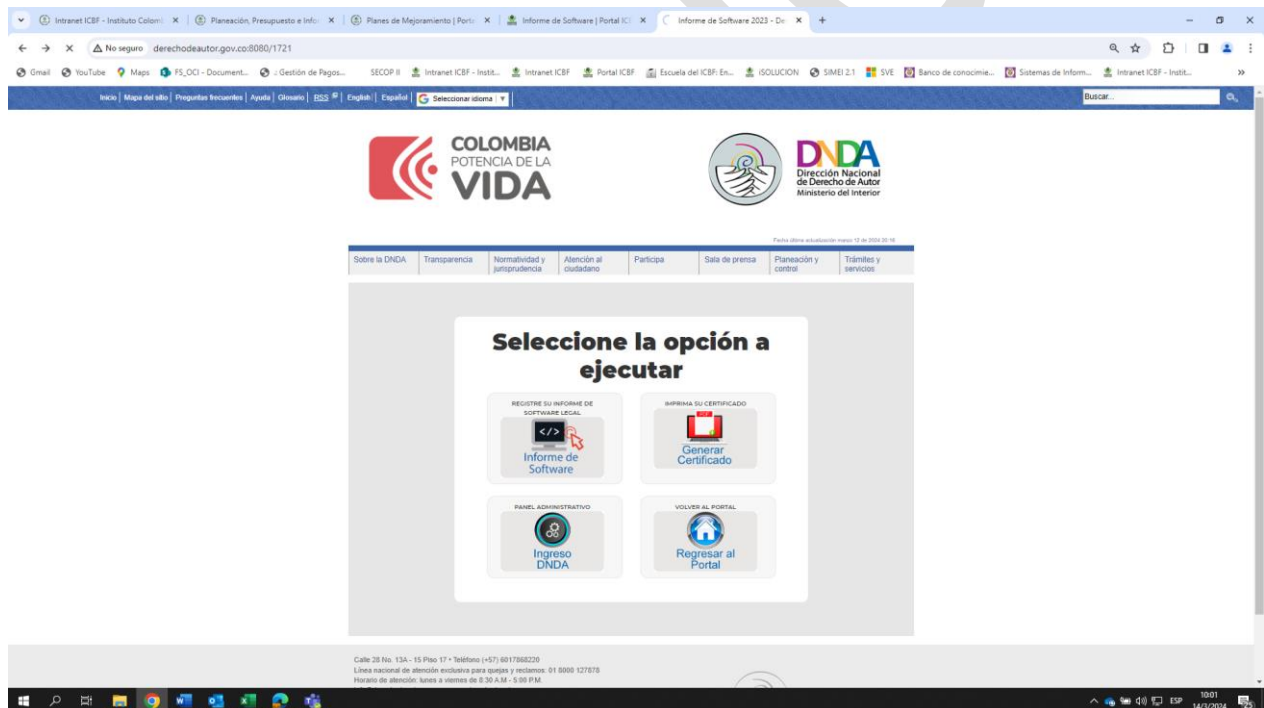 Intranet ICBF - Instituto Colomb
Planeación, Presupuesto e Info
Planes de Mejoramiento | Porta
Informe de Software | Portal IC
Informe de Software 2023 - De
No seguro
derechodeautor.gov.co:8080/1721
Gmail
YouTube
Maps
FS_OCI - Document...
Gestión de Pagos...
SECOP II
Intranet ICBF - Instit...
Intranet ICBF
Portal ICBF
Escuela del ICBF: En...
iSOLUCION
SIMEI 2.1
SVE
Banco de conocimie...
Sistemas de Inform...
Intranet ICBF - Instit...
Inicio | Mapa del sitio | Preguntas frecuentes | Ayuda | Glosario | RSS | English | Español | Seleccionar idioma
Buscar...
COLOMBIA
POTENCIA DE LA
VIDA
DNDA
Dirección Nacional
de Derecho de Autor
Ministerio del Interior
Sobre la DNDA
Transparencia
Normatividad y
jurisprudencia
Atención al
ciudadano
Participa
Sala de prensa
Planeación y
control
Trámites y
servicios
Seleccione la opción a
ejecutar
REGISTRE SU INFORME DE
SOFTWARE LEGAL
</>
Informe de
Software
IMPRIMA SU CERTIFICADO
PDF
Generar
Certificado
PANEL ADMINISTRATIVO
Ingreso
DNDA
VOLVER AL PORTAL
Regresar al
Portal
Calle 28 No. 13A - 15 Piso 17 • Teléfono (+57) 6017868220
Línea nacional de atención exclusiva para quejas y reclamos: 01 8000 127878
Horario de atención: lunes a viernes de 8:30 A.M - 5:00 P.M.
ESP
10:01
14/3/2024